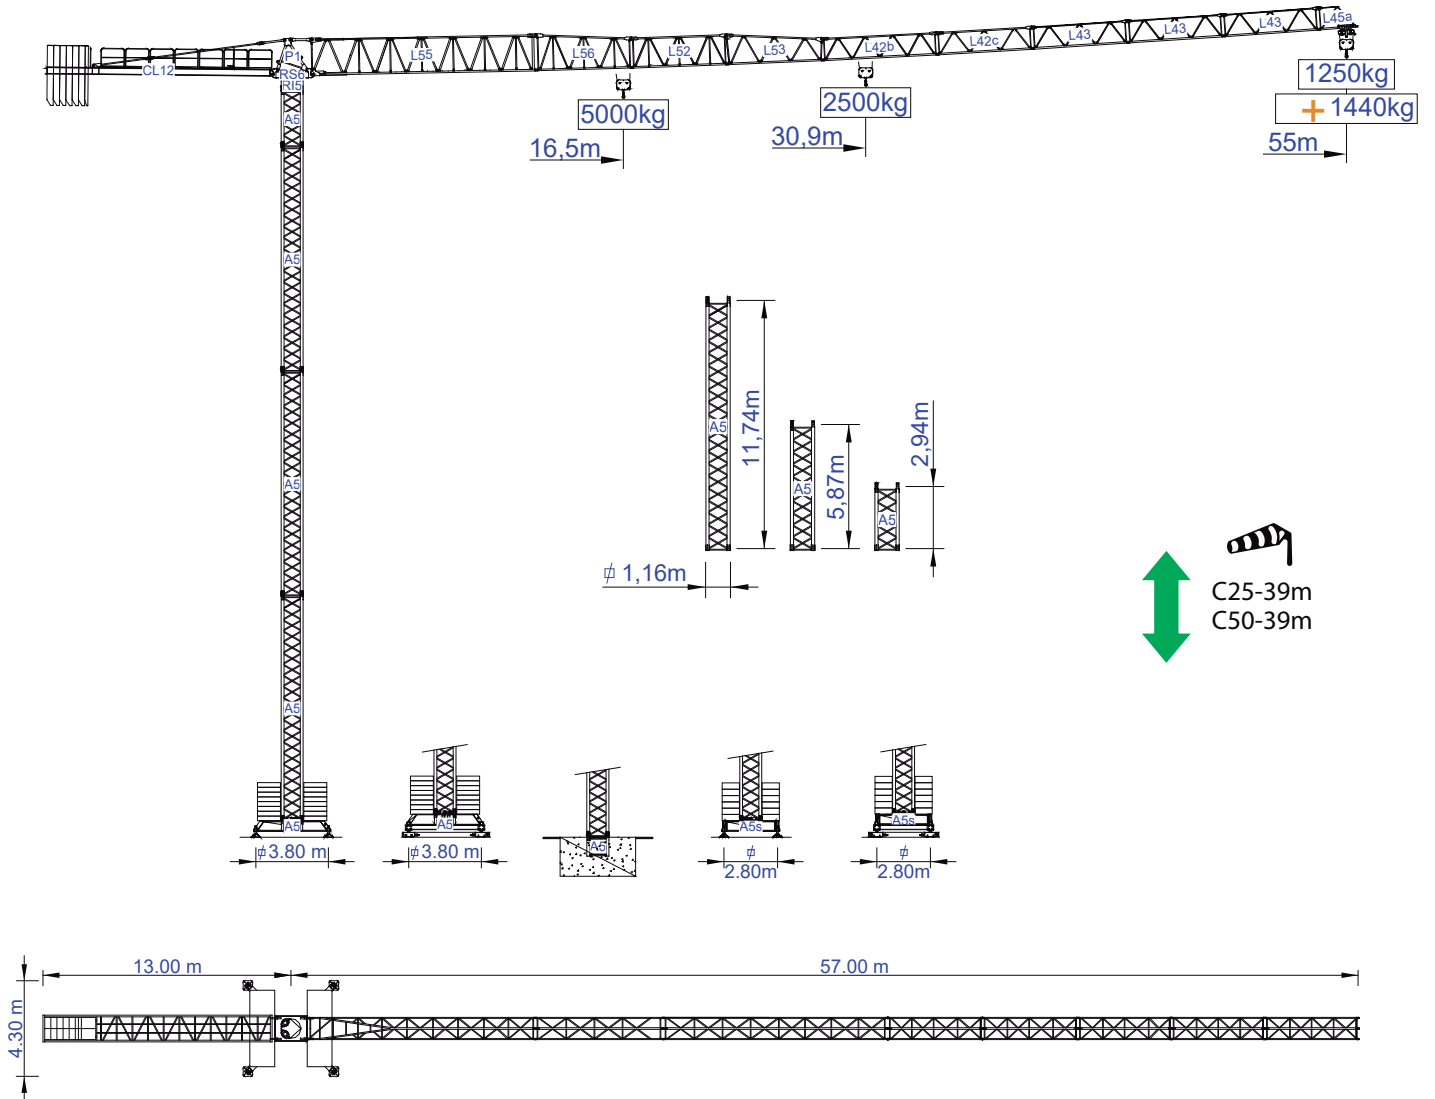 L45a
L43
L43
L43
L42c
L42b
L53
L52
L56
L55
P1
CL12
RS6
RI5
A5
5000kg
2500kg
1250kg
+ 1440kg
16,5m
30,9m
55m
A5
A5
A5
A5
A5
A5
A5
11,74m
5,87m
2,94m
⌀ 1,16m
C25-39m
C50-39m
A5
A5
A5
A5s
A5s
3.80 m
3.80 m
2.80m
2.80m
13.00 m
57.00 m
4.30 m